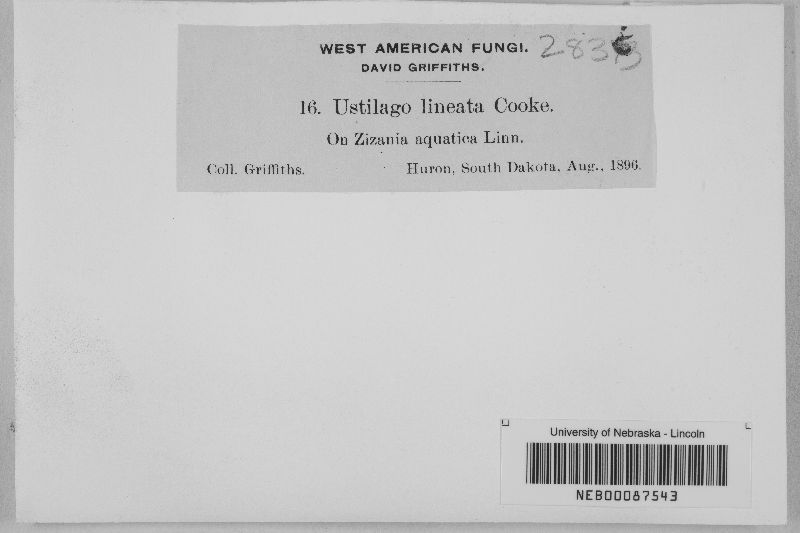 WEST AMERICAN FUNGI.
DAVID GRIFFITHS.
16. Ustilago lineata Cooke.
On Zizania aquatica Linn.
Coll. Griffiths. Huron, South Dakota, Aug., 1896.
University of Nebraska - Lincoln
NEB00087543